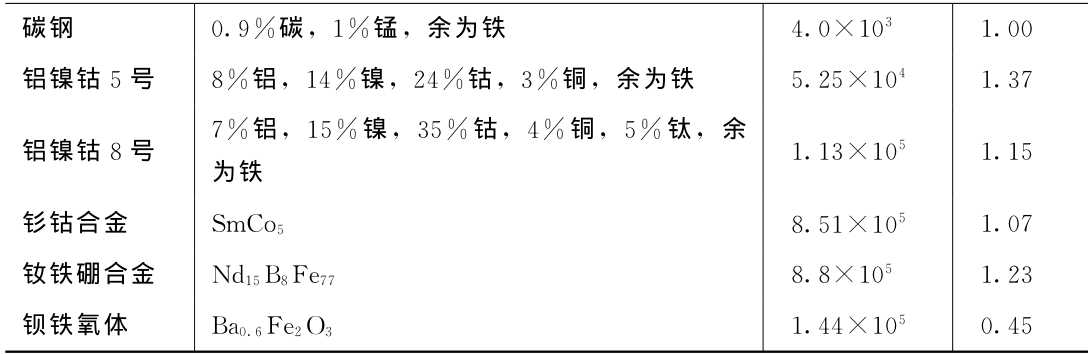 碳钢 0.9%碳，1%锰，余为铁 4.0×10³ 1.00
铝镍钴 5 号 8%铝，14%镍，24%钴，3%铜，余为铁 5.25×10⁴ 1.37
铝镍钴 8 号 7%铝，15%镍，35%钴，4%铜，5%钛，余 1.13×10⁵ 1.15
为铁
钐钴合金 SmCo₅ 8.51×10⁵ 1.07
钕铁硼合金 Nd₁₅B₈Fe₇₇ 8.8×10⁵ 1.23
钡铁氧体 Ba₀.₆Fe₂O₃ 1.44×10⁵ 0.45